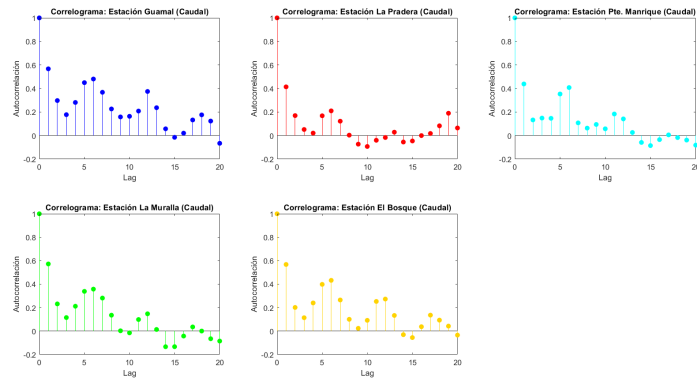 Correlograma: Estación Guamal (Caudal)
1
0.8
0.6
0.4
0.2
0
-0.2
Autocorrelación
0 5 10 15 20
Lag
Correlograma: Estación La Pradera (Caudal)
1
0.8
0.6
0.4
0.2
0
-0.2
Autocorrelación
0 5 10 15 20
Lag
Correlograma: Estación Pte. Manrique (Caudal)
1
0.8
0.6
0.4
0.2
0
-0.2
Autocorrelación
0 5 10 15 20
Lag
Correlograma: Estación La Muralla (Caudal)
1
0.8
0.6
0.4
0.2
0
-0.2
Autocorrelación
0 5 10 15 20
Lag
Correlograma: Estación El Bosque (Caudal)
1
0.8
0.6
0.4
0.2
0
-0.2
Autocorrelación
0 5 10 15 20
Lag